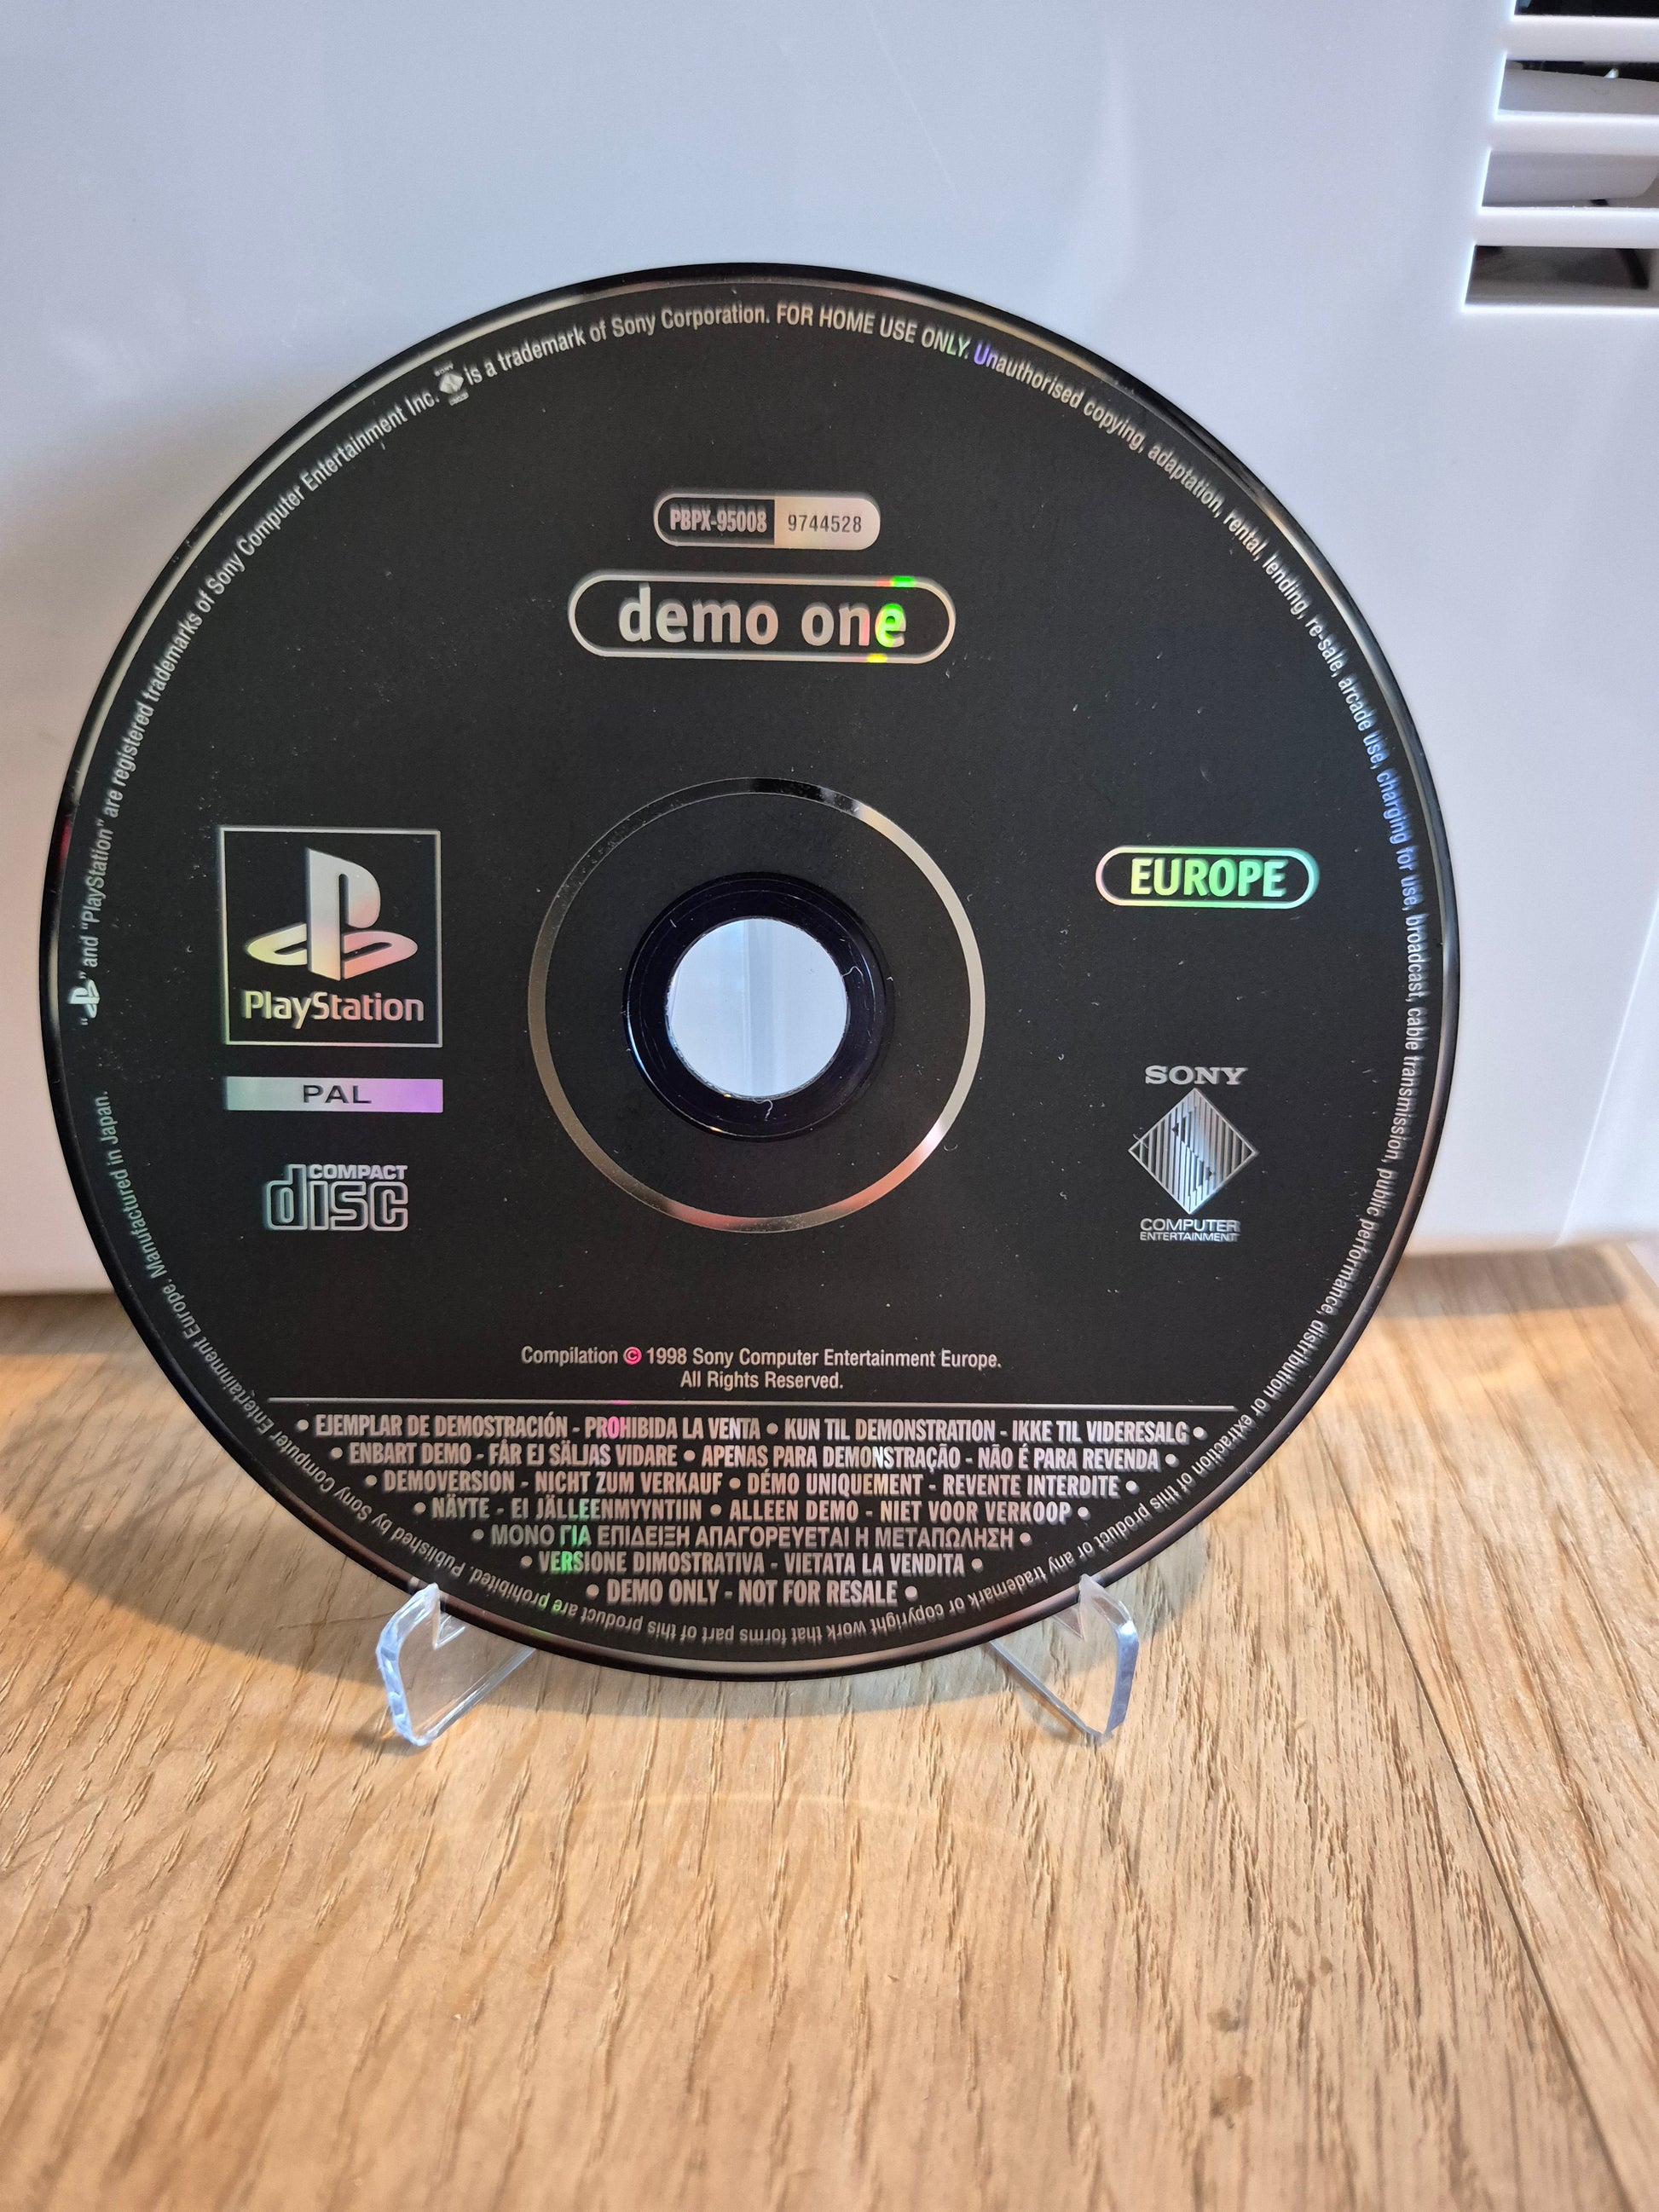 "PS" and "PlayStation" are registered trademarks of Sony Computer Entertainment Inc. SONY is a trademark of Sony Corporation. FOR HOME USE ONLY. Unauthorised copying, adaptation, rental, lending, re-sale, arcade use, charging for use, broadcast, cable transmission, public performance, distribution or extraction of this product or any trademark or copyright work that forms part of this product are prohibited. Published by Sony Computer Entertainment Europe. Manufactured in Japan.
PBPX-95008 9744528
demo one
PlayStation
PAL
COMPACT
disc
EUROPE
SONY
COMPUTER
ENTERTAINMENT
Compilation © 1998 Sony Computer Entertainment Europe.
All Rights Reserved.
• EJEMPLAR DE DEMOSTRACIÓN - PROHIBIDA LA VENTA • KUN TIL DEMONSTRATION - IKKE TIL VIDERESALG •
• ENBART DEMO - FÅR EJ SÄLJAS VIDARE • APENAS PARA DEMONSTRAÇÃO - NÃO É PARA REVENDA •
• DEMOVERSION - NICHT ZUM VERKAUF • DÉMO UNIQUEMENT - REVENTE INTERDITE •
• NÄYTE - EI JÄLLEENMYYNTIIN • ALLEEN DEMO - NIET VOOR VERKOOP •
• ΜΟΝΟ ΓΙΑ ΕΠΙΔΕΙΞΗ ΑΠΑΓΟΡΕΥΕΤΑΙ Η ΜΕΤΑΠΩΛΗΣΗ •
• VERSIONE DIMOSTRATIVA - VIETATA LA VENDITA •
• DEMO ONLY - NOT FOR RESALE •